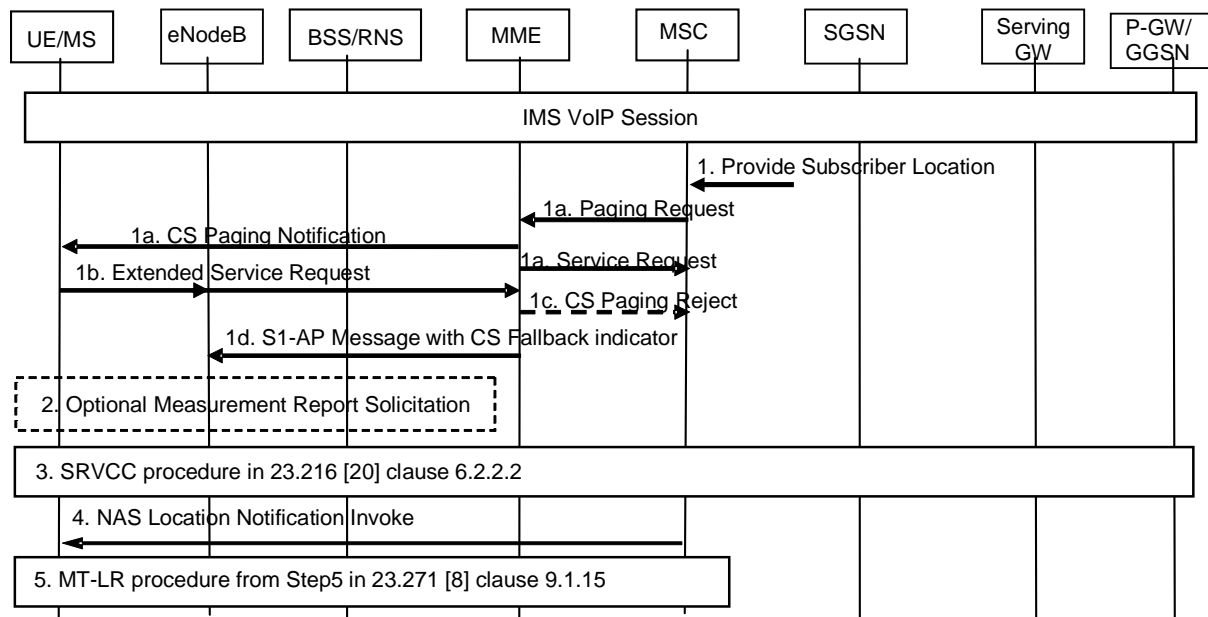 UE/MS
eNodeB
BSS/RNS
MME
MSC
SGSN
Serving
GW
P-GW/
GGSN
IMS VoIP Session
1. Provide Subscriber Location
1a. Paging Request
1a. CS Paging Notification
1a. Service Request
1b. Extended Service Request
1c. CS Paging Reject
1d. S1-AP Message with CS Fallback indicator
2. Optional Measurement Report Solicitation
3. SRVCC procedure in 23.216 [20] clause 6.2.2.2
4. NAS Location Notification Invoke
5. MT-LR procedure from Step5 in 23.271 [8] clause 9.1.15